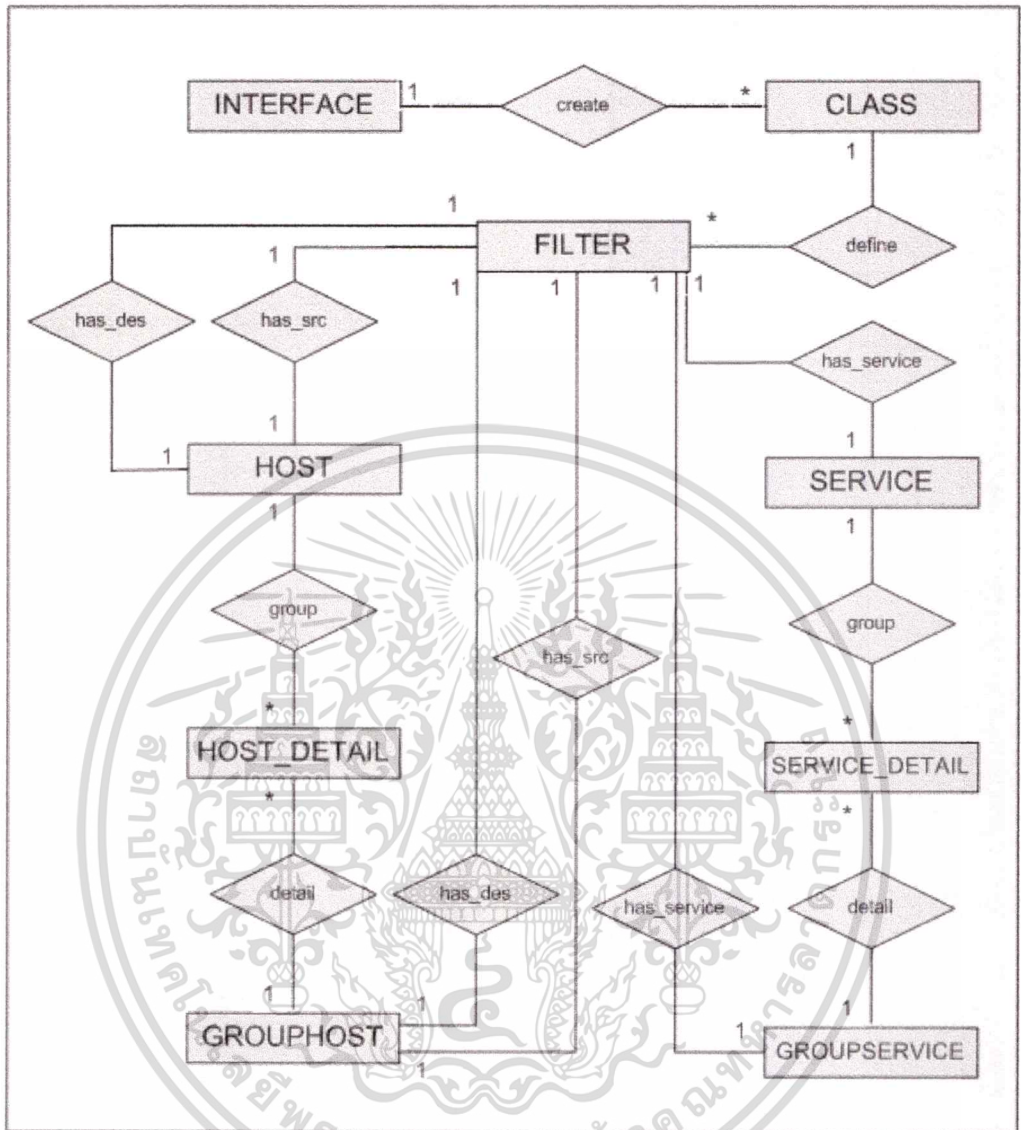 INTERFACE 1 create * CLASS
1
1 * define
FILTER
1 1 1 1 1
has_des has_src
has_service
1 1 1
HOST SERVICE
1 1
group group
has_src
* *
HOST_DETAIL SERVICE_DETAIL
* *
detail has_des has_service detail
1 1 1 1
GROUPHOST GROUPSERVICE
1